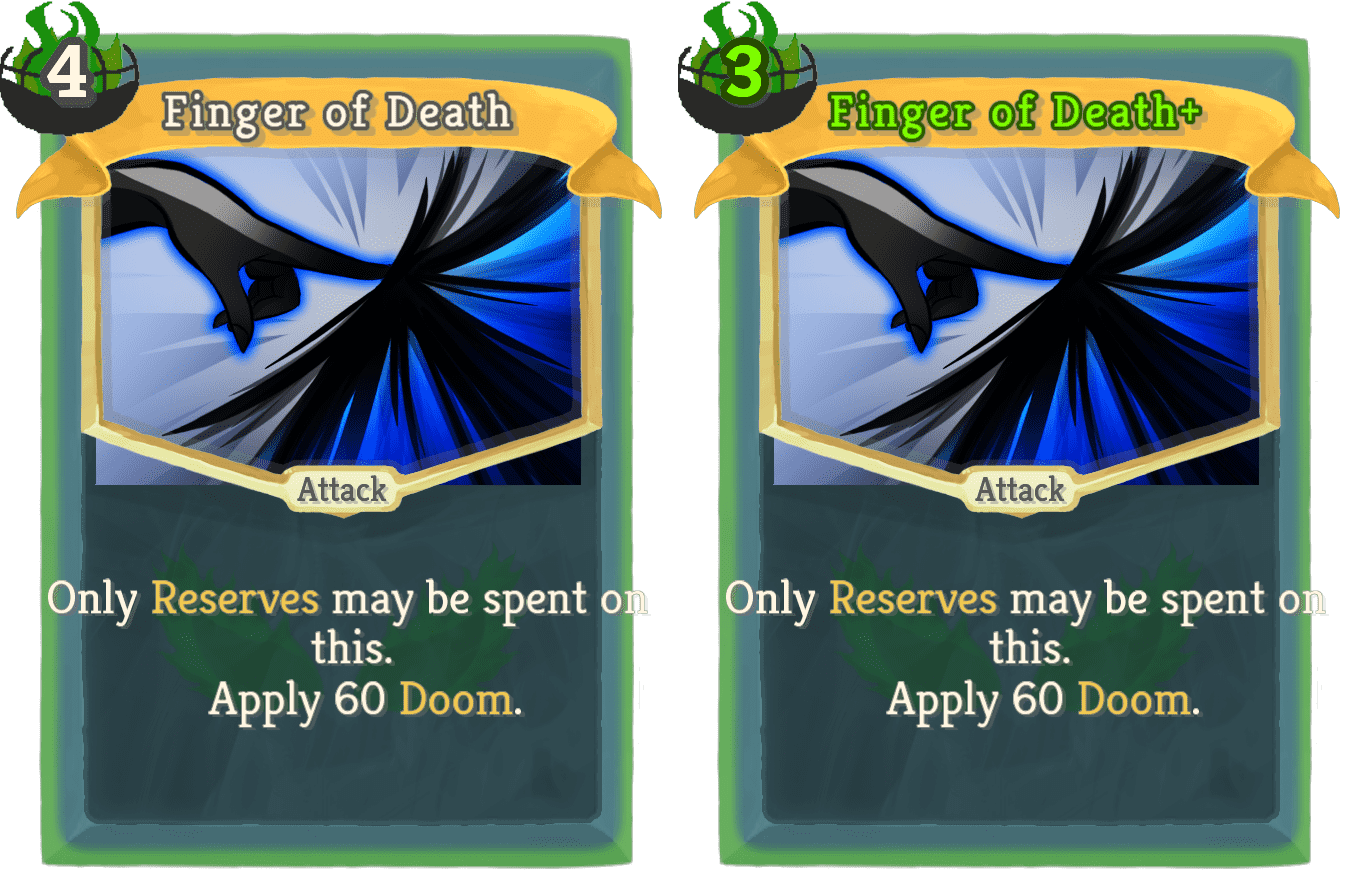 4
Finger of Death
Attack
Only Reserves may be spent on
this.
Apply 60 Doom.
3
Finger of Death+
Attack
Only Reserves may be spent on
this.
Apply 60 Doom.